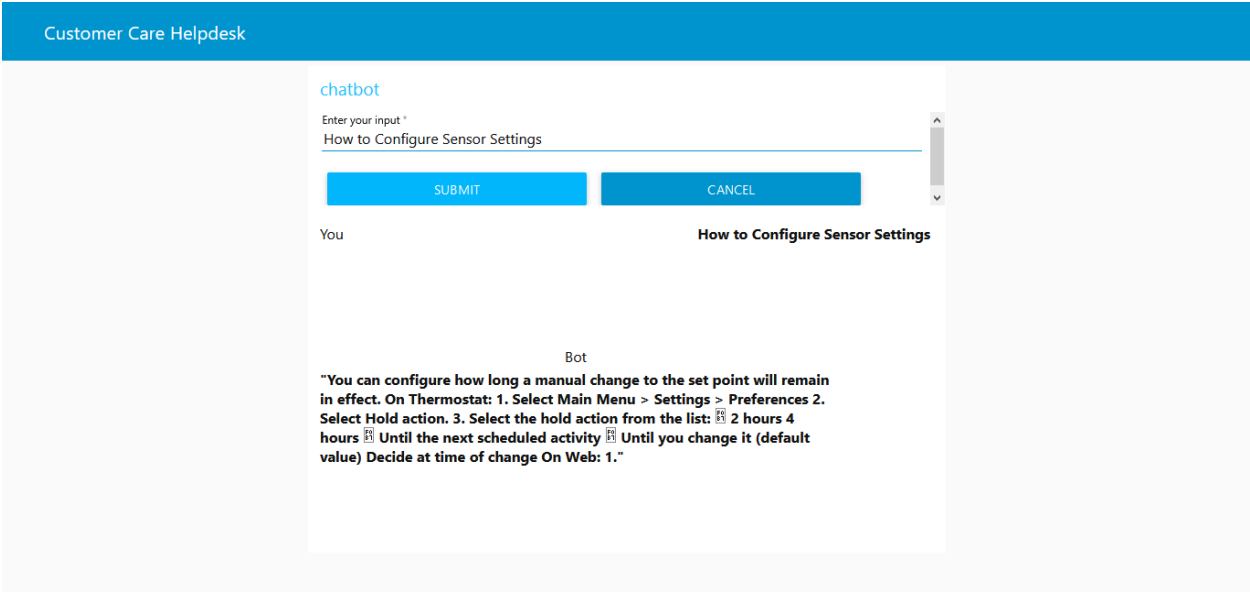 Customer Care Helpdesk
chatbot
Enter your input *
How to Configure Sensor Settings
SUBMIT
CANCEL
You
How to Configure Sensor Settings
Bot
"You can configure how long a manual change to the set point will remain
in effect. On Thermostat: 1. Select Main Menu > Settings > Preferences 2.
Select Hold action. 3. Select the hold action from the list:  2 hours 4
hours  Until the next scheduled activity  Until you change it (default
value) Decide at time of change On Web: 1."